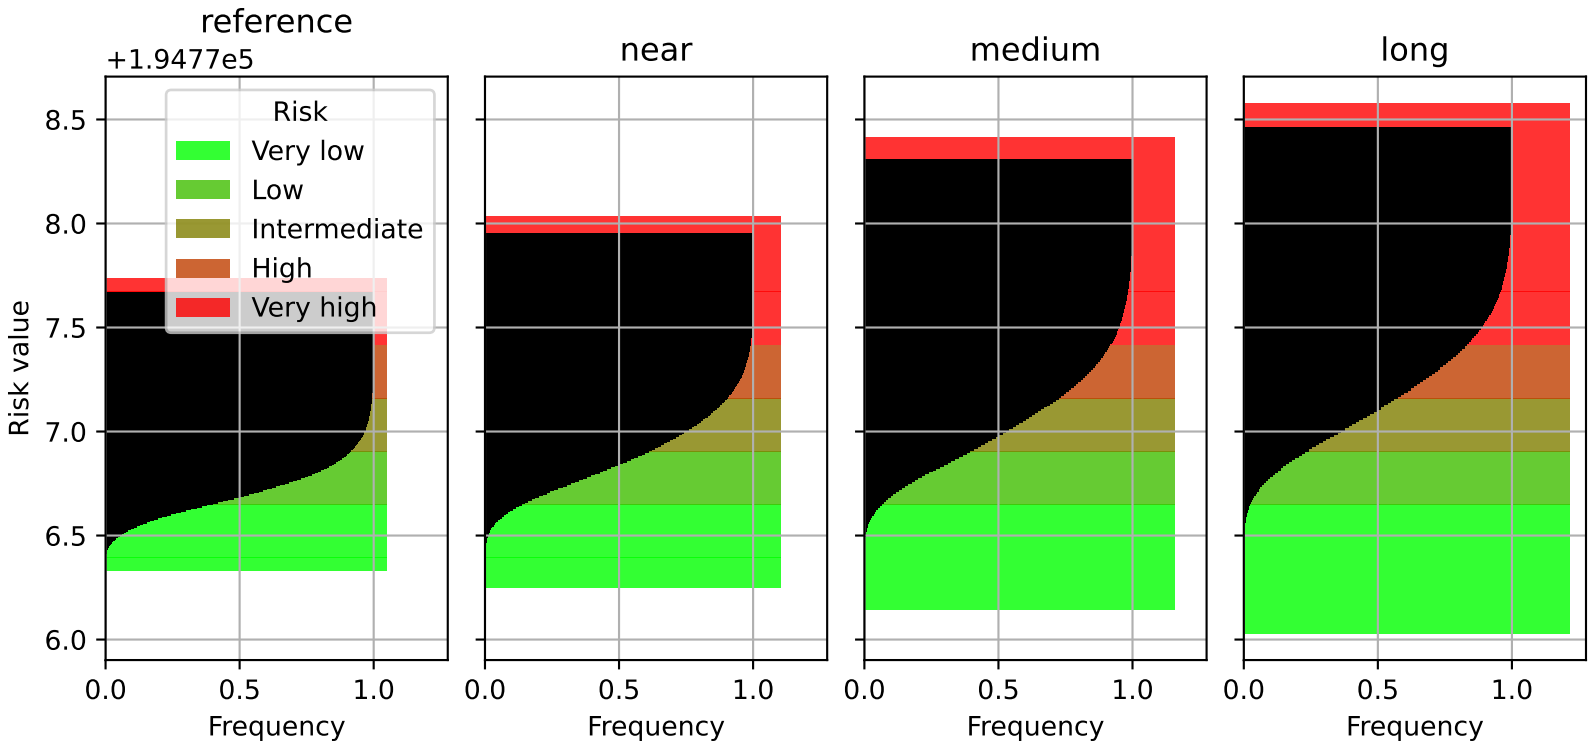 reference
near
medium
long
+1.9477e5
Risk
Very low
Low
Intermediate
High
Very high
Risk value
8.5
8.0
7.5
7.0
6.5
6.0
0.0 0.5 1.0
0.0 0.5 1.0
0.0 0.5 1.0
0.0 0.5 1.0
Frequency
Frequency
Frequency
Frequency